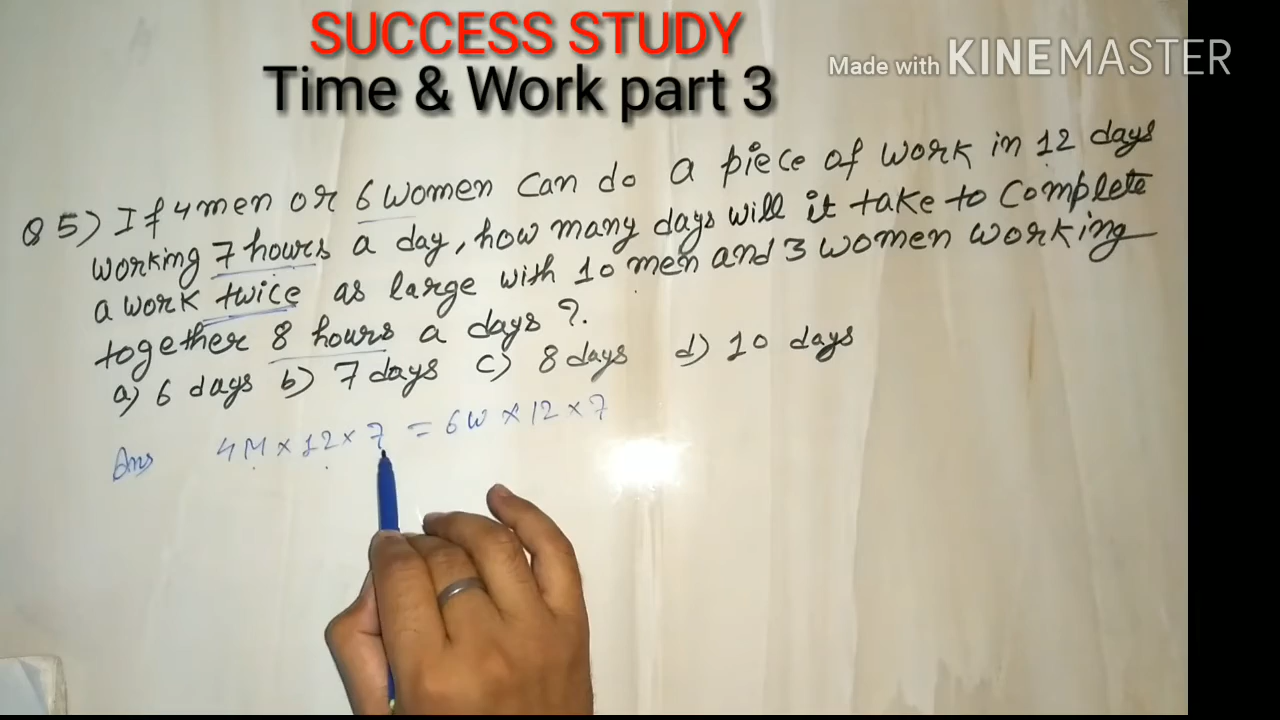 SUCCESS STUDY
Made with KINEMASTER
Time & Work part 3
Q 5) If 4 men or 6 women can do a piece of work in 12 days
working 7 hours a day, how many days will it take to complete
a work twice as large with 10 men and 3 women working
together 8 hours a days ?.
a) 6 days b) 7 days c) 8 days d) 10 days
Ans 4M × 12 × 7 = 6W × 12 × 7